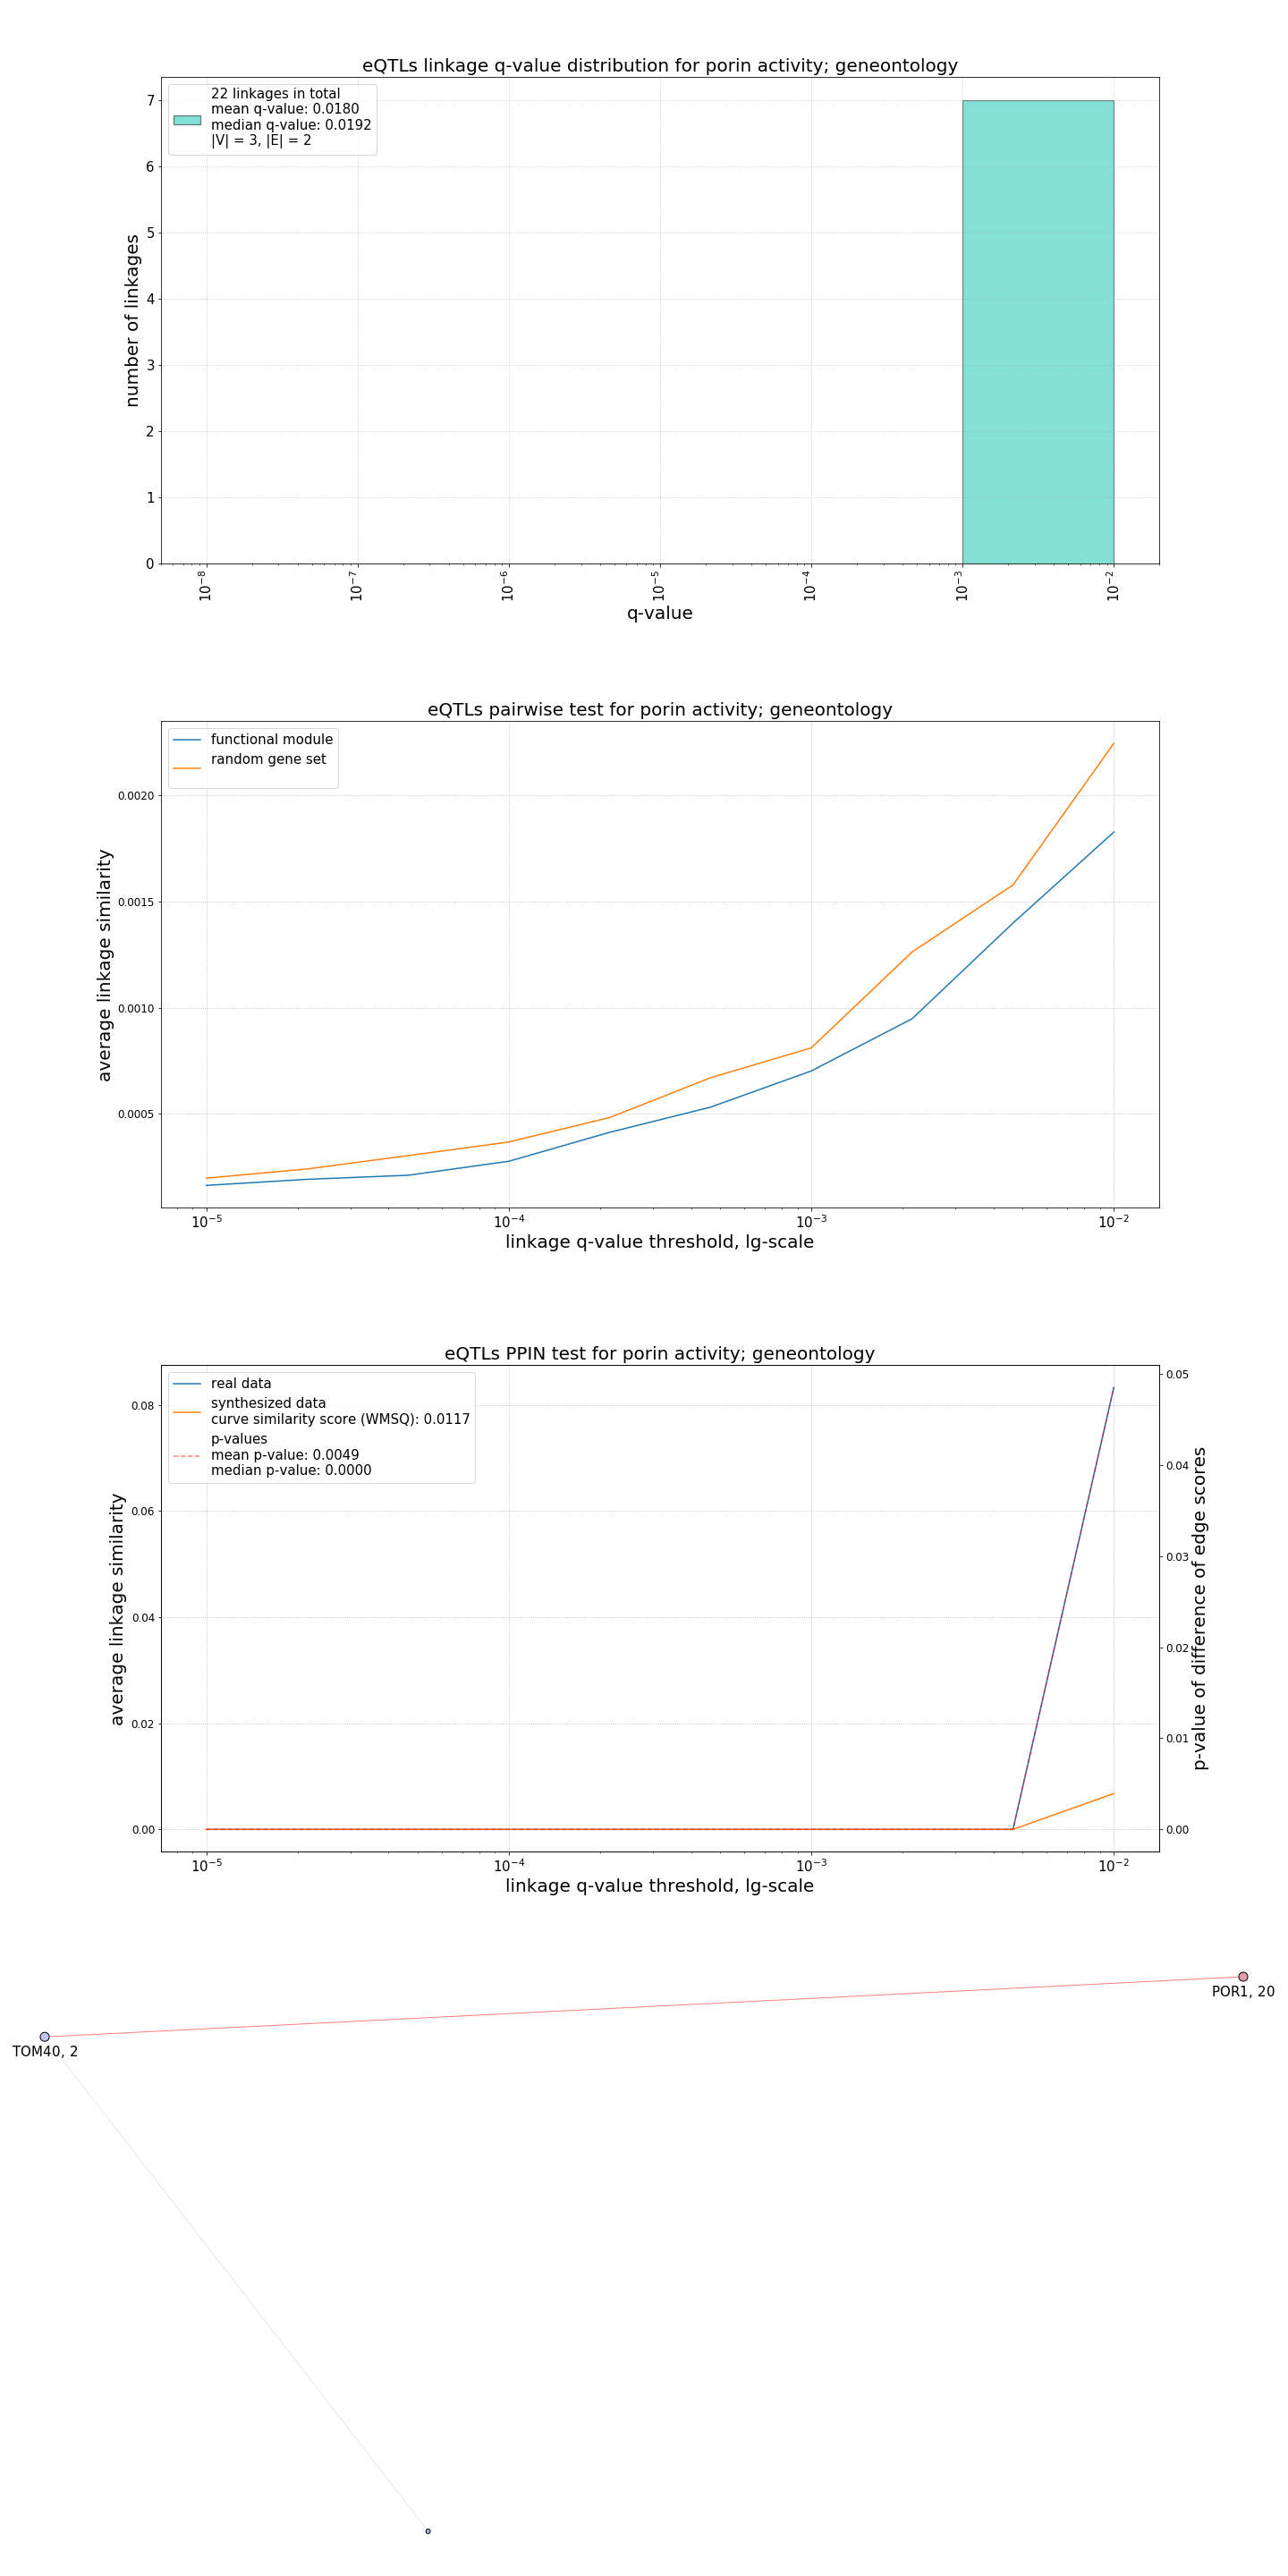 eQTLs linkage q-value distribution for porin activity; geneontology
22 linkages in total
mean q-value: 0.0180
median q-value: 0.0192
|V| = 3, |E| = 2
number of linkages
7
6
5
4
3
2
1
0
10⁻⁸ 10⁻⁷ 10⁻⁶ 10⁻⁵ 10⁻⁴ 10⁻³ 10⁻²
q-value
eQTLs pairwise test for porin activity; geneontology
functional module
random gene set
average linkage similarity
0.0020
0.0015
0.0010
0.0005
10⁻⁵ 10⁻⁴ 10⁻³ 10⁻²
linkage q-value threshold, lg-scale
eQTLs PPIN test for porin activity; geneontology
real data
synthesized data
curve similarity score (WMSQ): 0.0117
p-values
mean p-value: 0.0049
median p-value: 0.0000
average linkage similarity
0.08
0.06
0.04
0.02
0.00
0.05
0.04
0.03
0.02
0.01
0.00
p-value of difference of edge scores
10⁻⁵ 10⁻⁴ 10⁻³ 10⁻²
linkage q-value threshold, lg-scale
POR1, 20
TOM40, 2